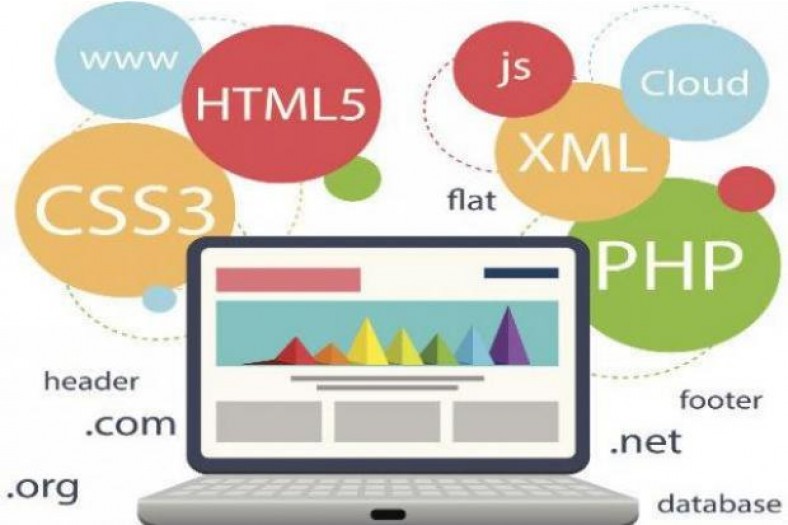 www
HTML5
CSS3
js
Cloud
XML
flat
PHP
header
.com
.org
footer
.net
database